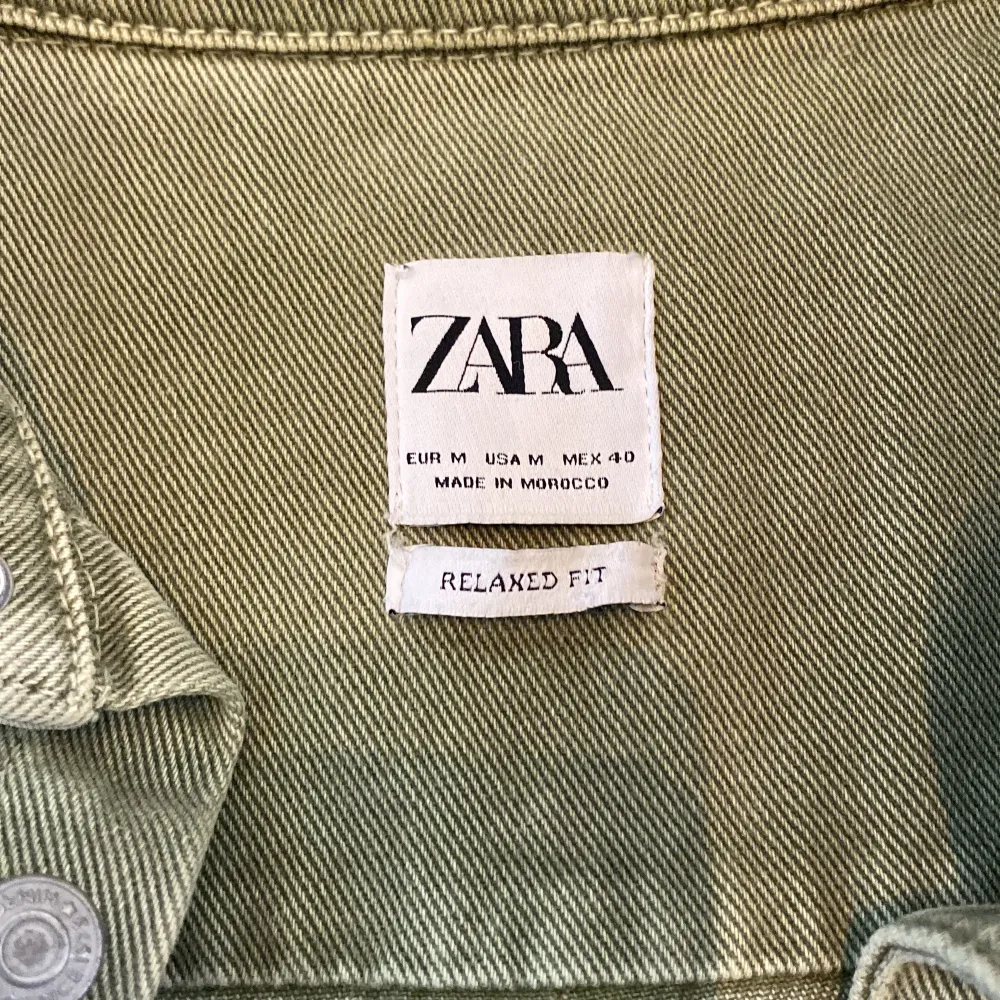 ZARA
EUR M USA M MEX 40
MADE IN MOROCCO
RELAXED FIT